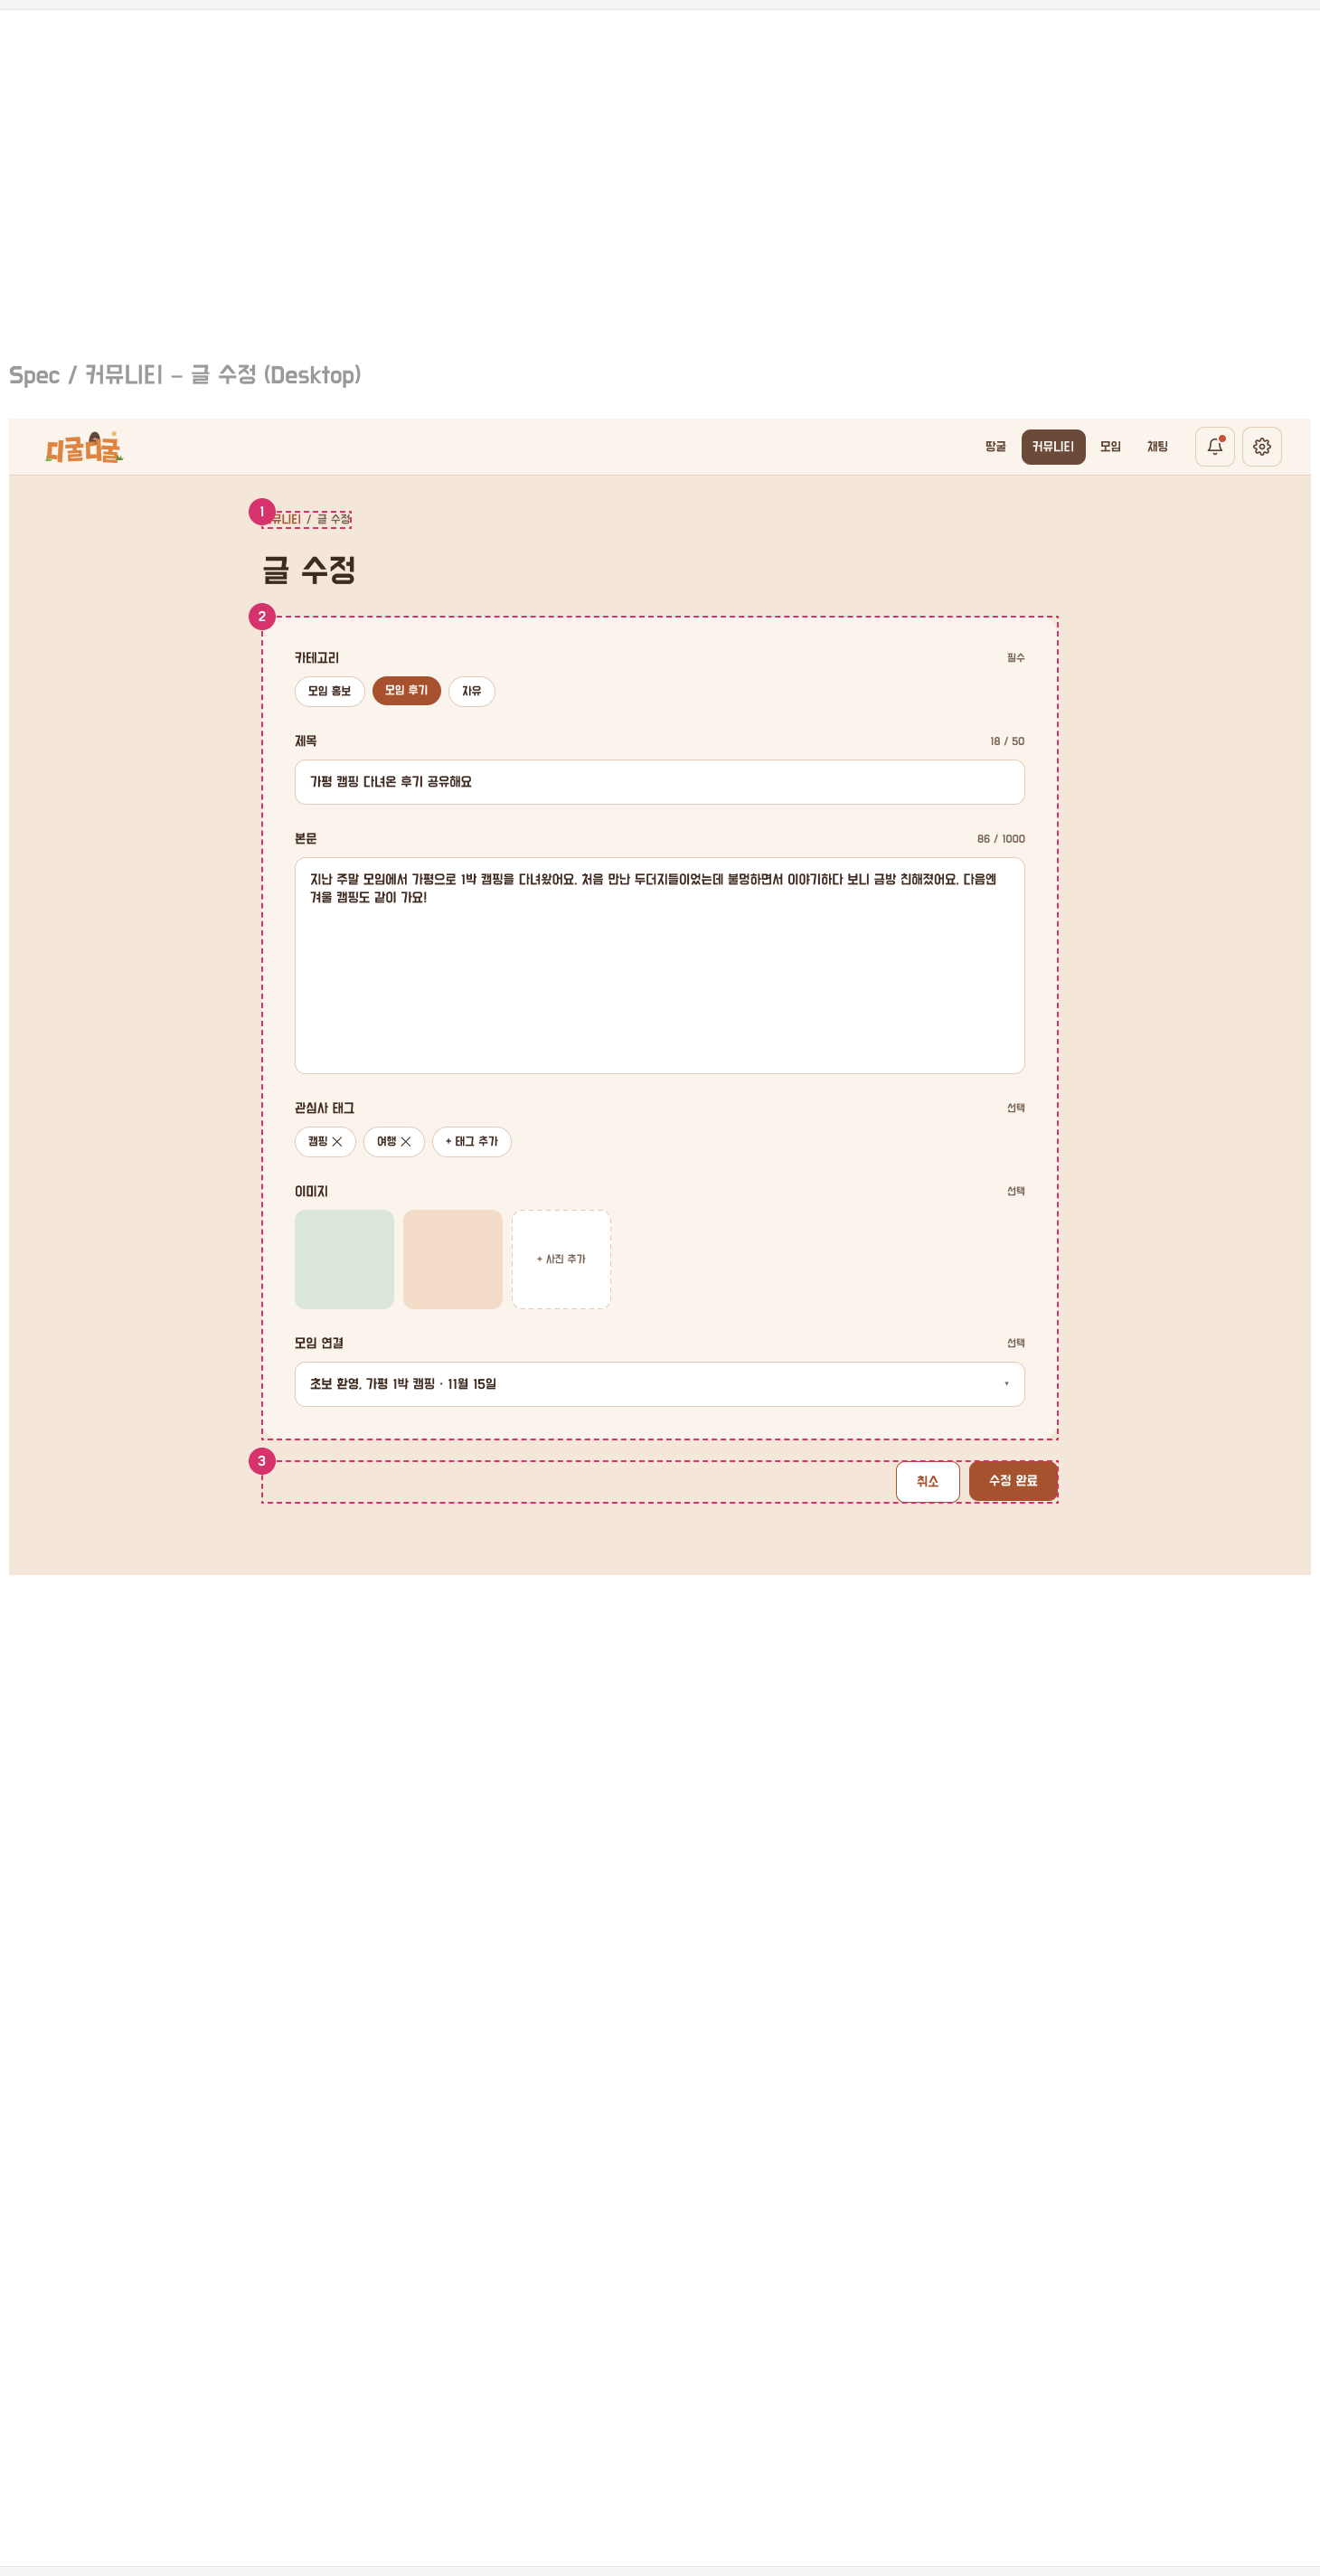 Spec / 커뮤니티 – 글 수정 (Desktop)
디굴디굴
땅굴
커뮤니티
모임
채팅
1
뮤니티 / 글 수정
글 수정
2
카테고리
필수
모임 홍보
모임 후기
자유
제목
18 / 50
가평 캠핑 다녀온 후기 공유해요
본문
86 / 1000
지난 주말 모임에서 가평으로 1박 캠핑을 다녀왔어요. 처음 만난 두더지들이었는데 불멍하면서 이야기하다 보니 금방 친해졌어요. 다음엔
겨울 캠핑도 같이 가요!
관심사 태그
선택
캠핑
여행
+ 태그 추가
이미지
선택
+ 사진 추가
모임 연결
선택
초보 환영, 가평 1박 캠핑 · 11월 15일
3
취소
수정 완료